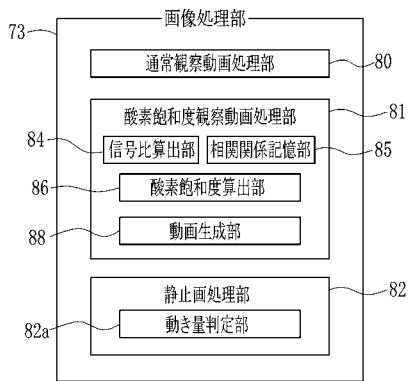 画像処理部
73
通常観察動画処理部
80
酸素飽和度観察動画処理部
81
84
信号比算出部
相関関係記憶部
85
86
酸素飽和度算出部
88
動画生成部
静止画処理部
82
82a
動き量判定部